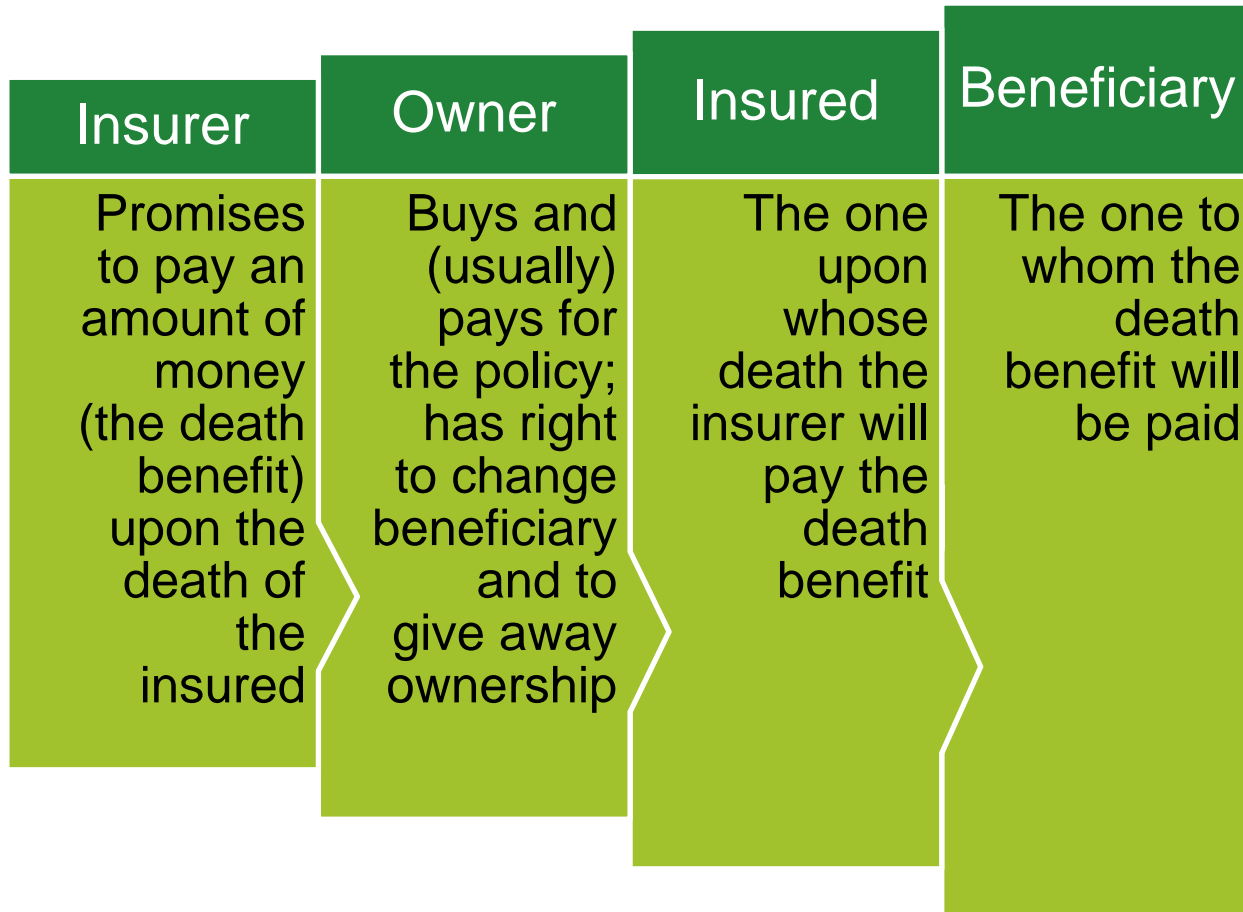 Insurer
Promises
to pay an
amount of
money
(the death
benefit)
upon the
death of
the
insured
Owner
Buys and
(usually)
pays for
the policy;
has right
to change
beneficiary
and to
give away
ownership
Insured
The one
upon
whose
death the
insurer will
pay the
death
benefit
Beneficiary
The one to
whom the
death
benefit will
be paid